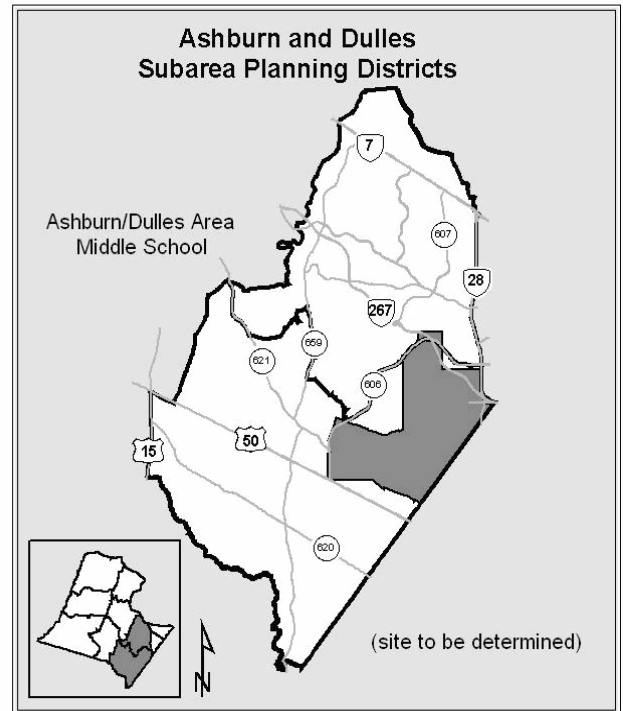 Ashburn and Dulles
Subarea Planning Districts
7
Ashburn/Dulles Area
Middle School
607
28
267
659
621
606
50
15
620
(site to be determined)
N